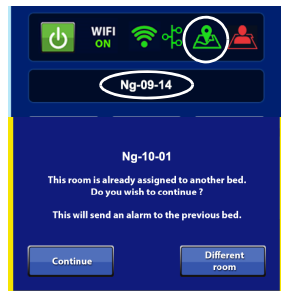 WIFI
ON
Ng-09-14
Ng-10-01
This room is already assigned to another bed.
Do you wish to continue ?
This will send an alarm to the previous bed.
Continue
Different
room